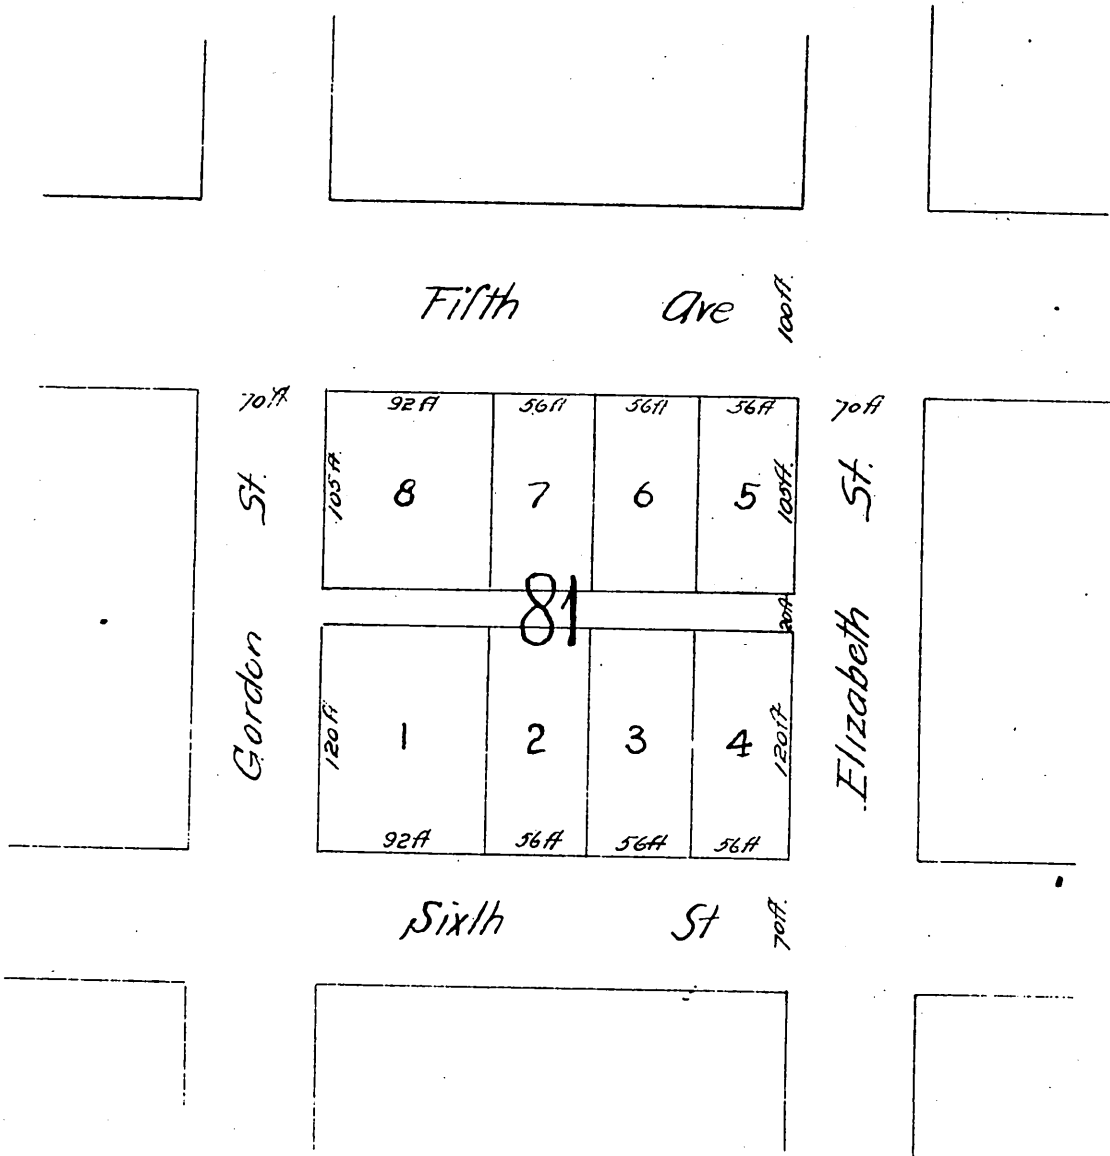 Fifth Ave 100ft.
70ft 92ft 56ft 56ft 56ft 70ft
Gordon St.
105ft. 8 7 6 5 105ft.
Elizabeth St.
81 20ft
120ft 1 2 3 4 120ft
92ft 56ft 56ft 56ft
Sixth St 70ft.